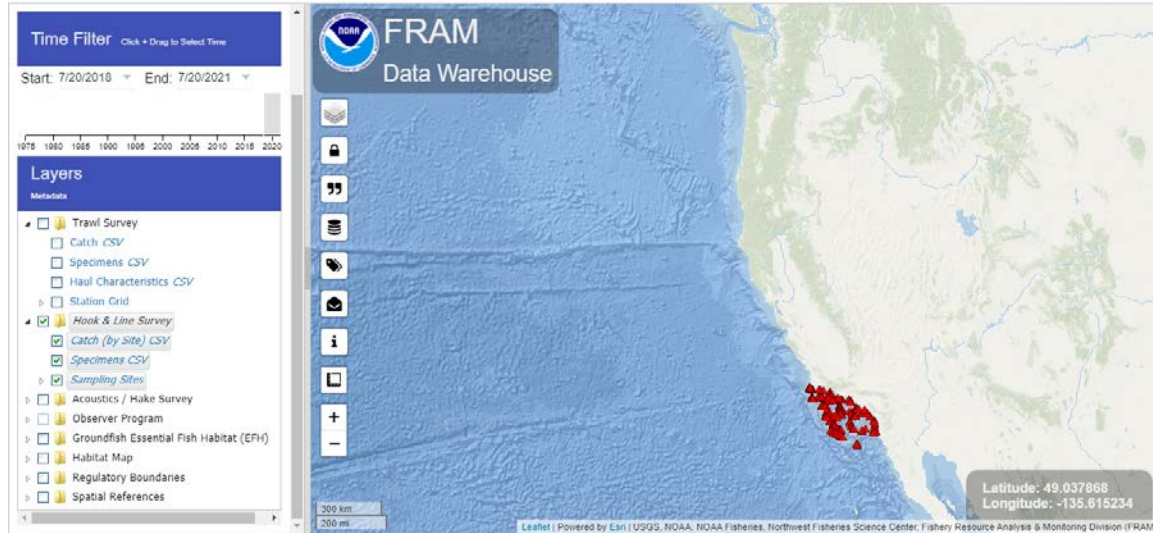 Time Filter Click + Drag to Select Time
Start: 7/20/2018 End: 7/20/2021
1975 1980 1985 1990 1995 2000 2005 2010 2015 2020
Layers
Metadata
Trawl Survey
Catch CSV
Specimens CSV
Haul Characteristics CSV
Station Grid
Hook & Line Survey
Catch (by Site) CSV
Specimens CSV
Sampling Sites
Acoustics / Hake Survey
Observer Program
Groundfish Essential Fish Habitat (EFH)
Habitat Map
Regulatory Boundaries
Spatial References
NOAA
FRAM
Data Warehouse
+
−
300 km
200 mi
Latitude: 49.037868
Longitude: -135.615234
Leaflet | Powered by Esri | USGS, NOAA, NOAA Fisheries, Northwest Fisheries Science Center, Fishery Resource Analysis & Monitoring Division (FRAM